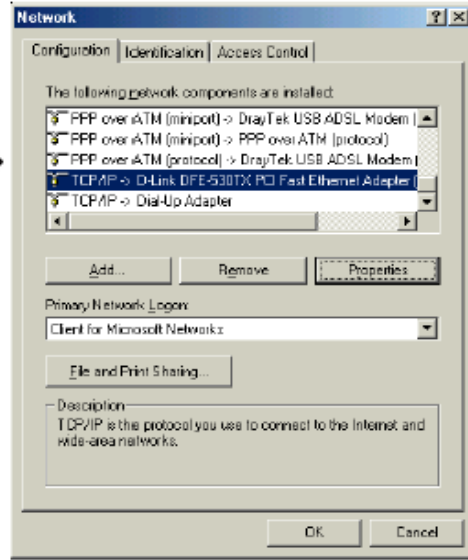 Network
Configuration Identification Access Control
The following network components are installed:
PPP over ATM (miniport) -> DrayTek USB ADSL Modem (
PPP over ATM (miniport) -> PPP over ATM (protocol)
PPP over ATM (protocol) -> DrayTek USB ADSL Modem (
TCP/IP -> D-Link DFE-530TX PCI Fast Ethernet Adapter (
TCP/IP -> Dial-Up Adapter
Add... Remove Properties
Primary Network Logon:
Client for Microsoft Networks
File and Print Sharing...
Description
TCP/IP is the protocol you use to connect to the Internet and
wide-area networks.
OK Cancel